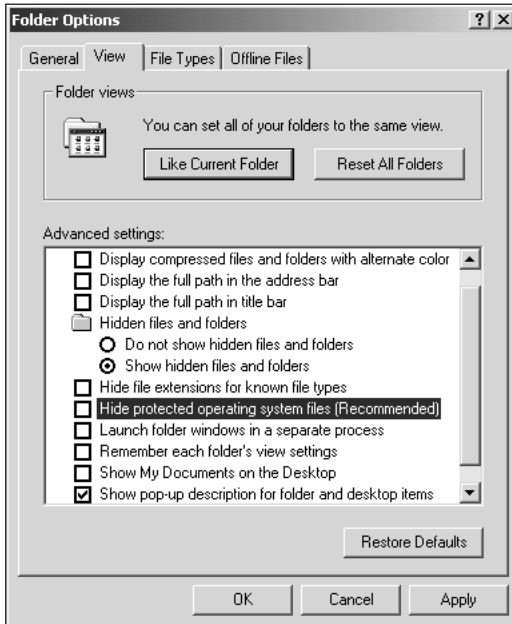 Folder Options
General View File Types Offline Files
Folder views
You can set all of your folders to the same view.
Like Current Folder Reset All Folders
Advanced settings:
Display compressed files and folders with alternate color
Display the full path in the address bar
Display the full path in title bar
Hidden files and folders
Do not show hidden files and folders
Show hidden files and folders
Hide file extensions for known file types
Hide protected operating system files (Recommended)
Launch folder windows in a separate process
Remember each folder's view settings
Show My Documents on the Desktop
Show pop-up description for folder and desktop items
Restore Defaults
OK Cancel Apply